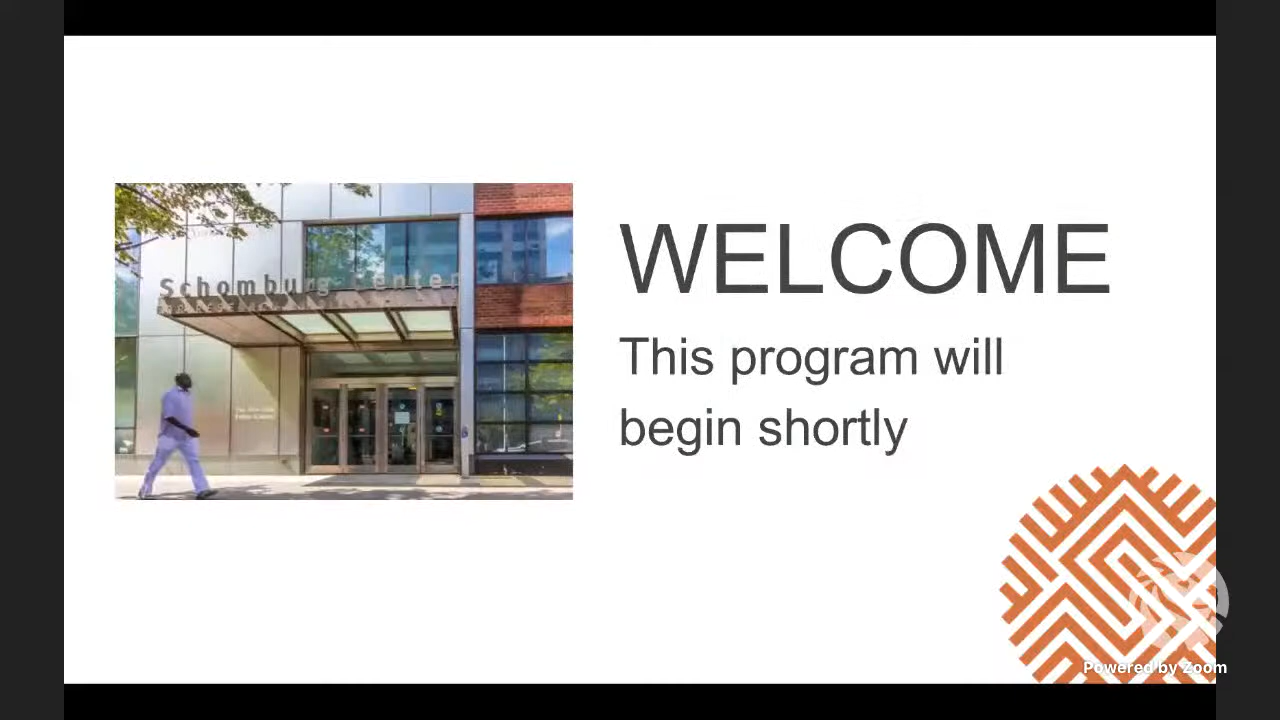 Schomburg Center
WELCOME
This program will
begin shortly
Powered by Zoom